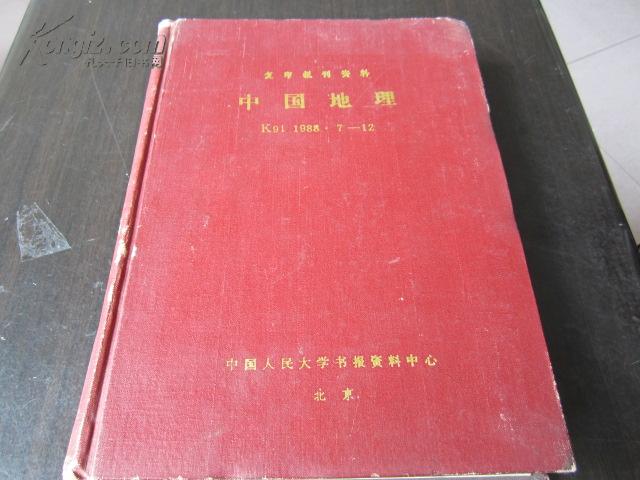 Kongfz.com
孔夫子旧书网
复印报刊资料
中国地理
K91 1988·7—12
中国人民大学书报资料中心
北京